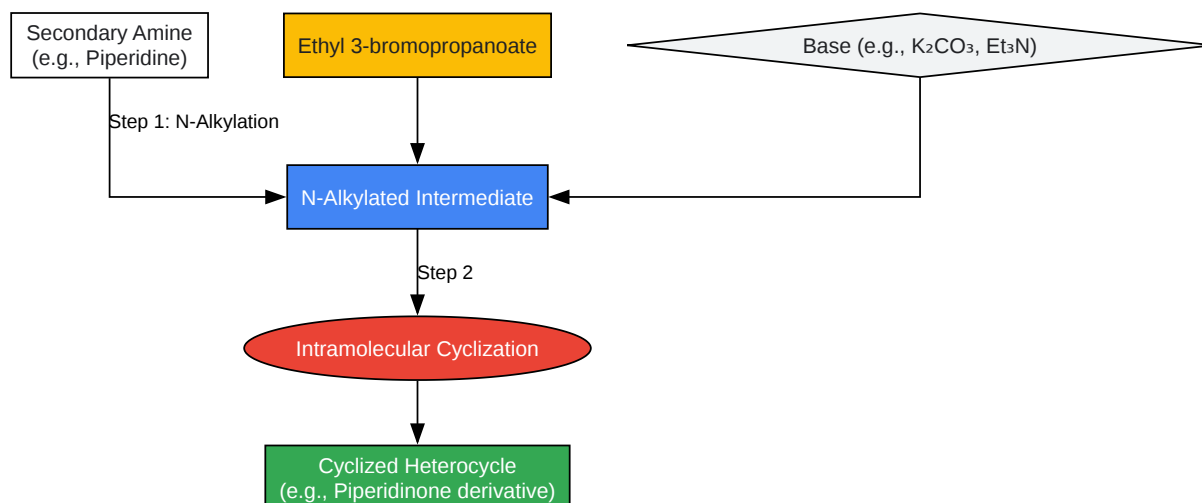 Secondary Amine
(e.g., Piperidine)
Ethyl 3-bromopropanoate
Base (e.g., K₂CO₃, Et₃N)
Step 1: N-Alkylation
N-Alkylated Intermediate
Step 2
Intramolecular Cyclization
Cyclized Heterocycle
(e.g., Piperidinone derivative)